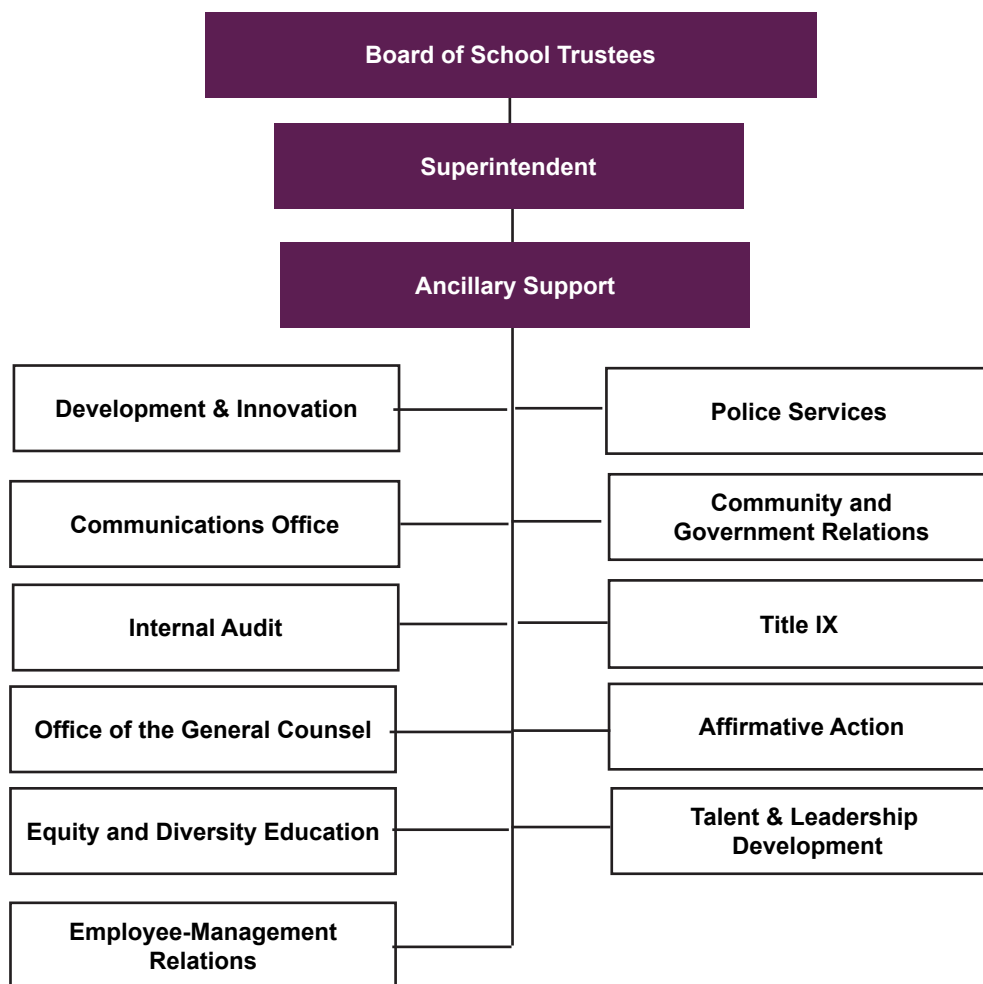 Board of School Trustees
Superintendent
Ancillary Support
Development & Innovation
Police Services
Communications Office
Community and
Government Relations
Internal Audit
Title IX
Office of the General Counsel
Affirmative Action
Equity and Diversity Education
Talent & Leadership
Development
Employee-Management
Relations